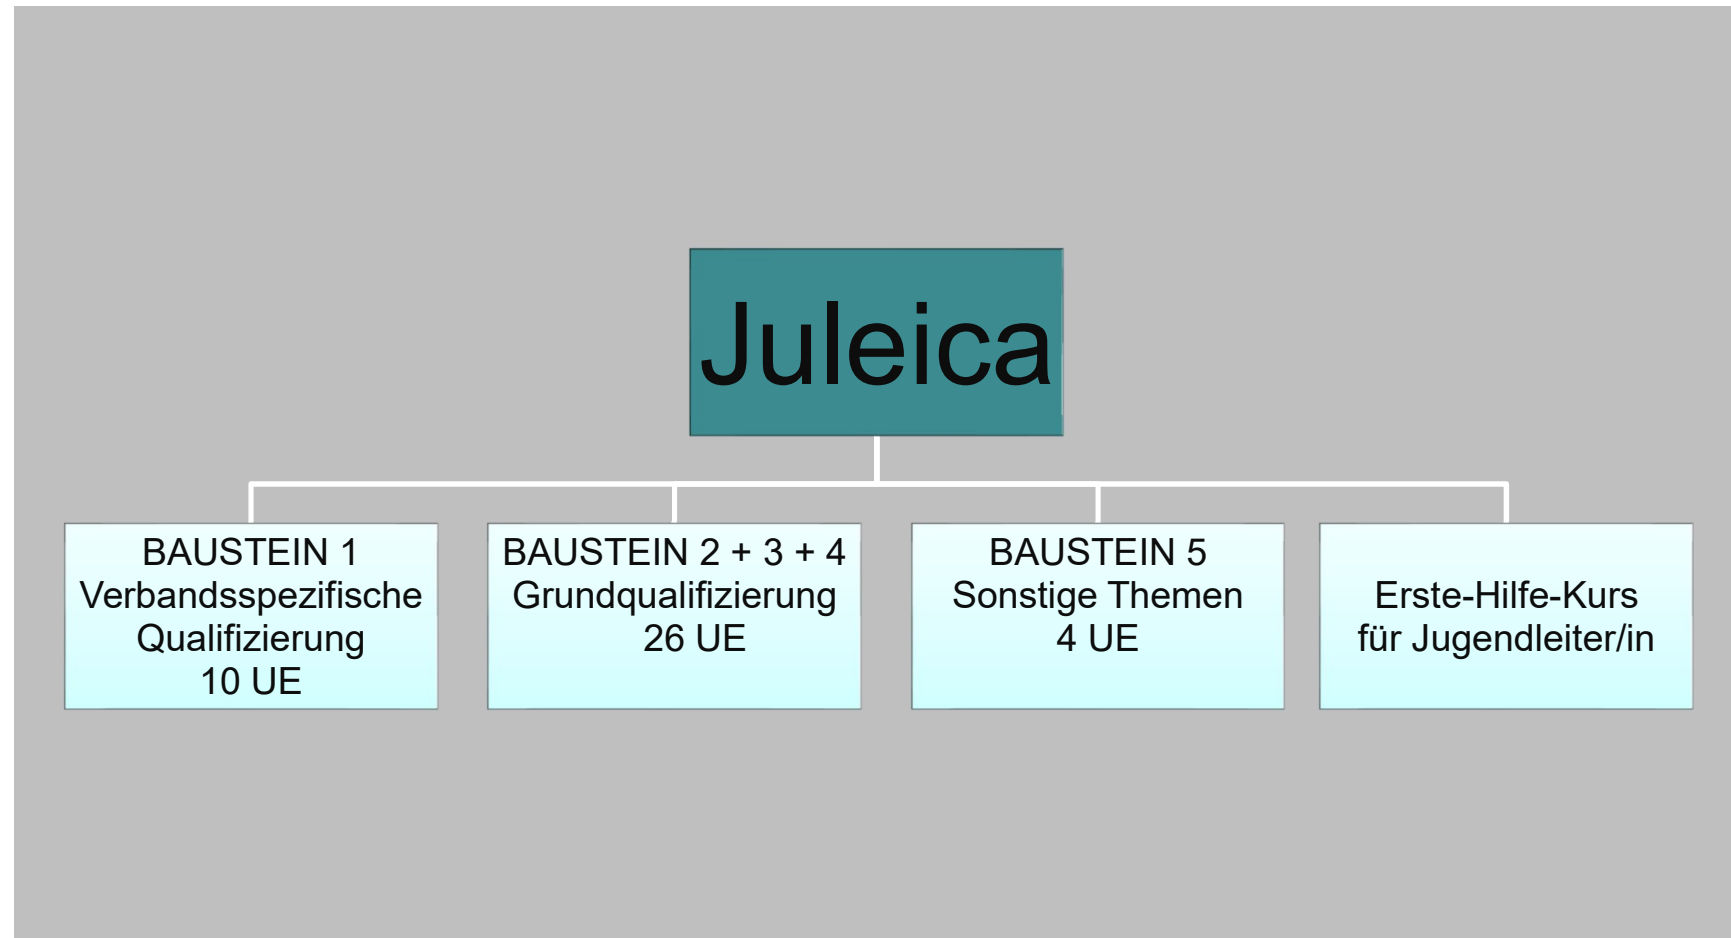 Juleica
BAUSTEIN 1
Verbandsspezifische
Qualifizierung
10 UE
BAUSTEIN 2 + 3 + 4
Grundqualifizierung
26 UE
BAUSTEIN 5
Sonstige Themen
4 UE
Erste-Hilfe-Kurs
für Jugendleiter/in